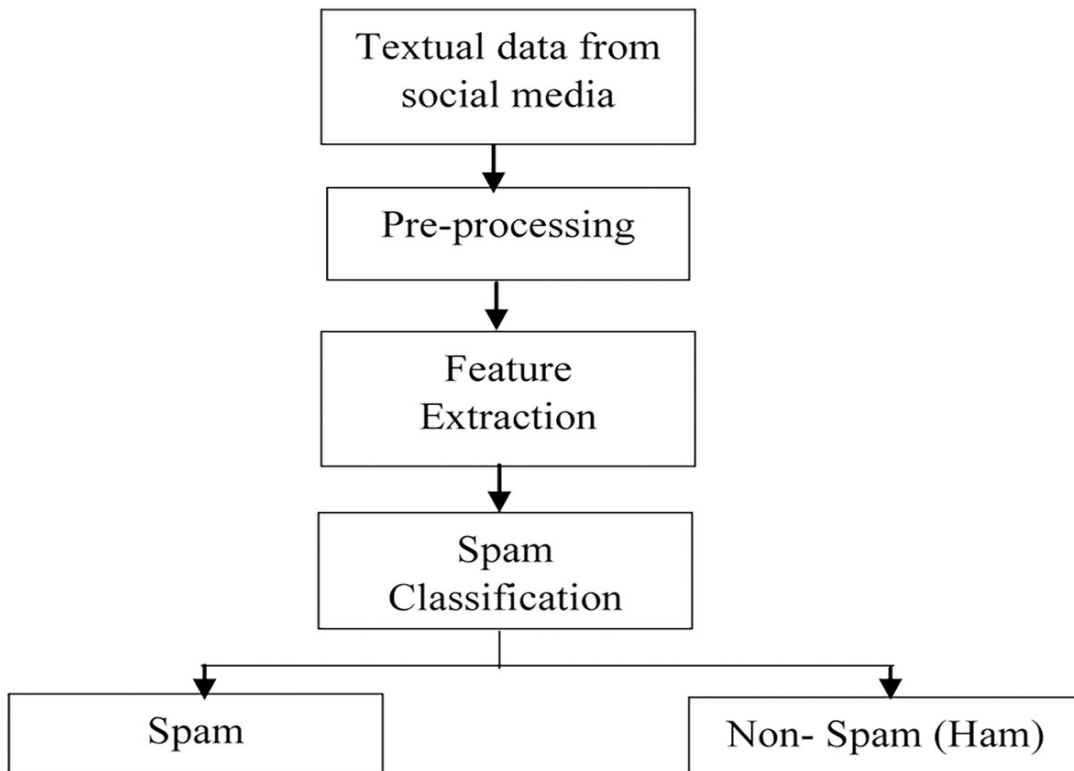 Textual data from
social media
Pre-processing
Feature
Extraction
Spam
Classification
Spam
Non- Spam (Ham)